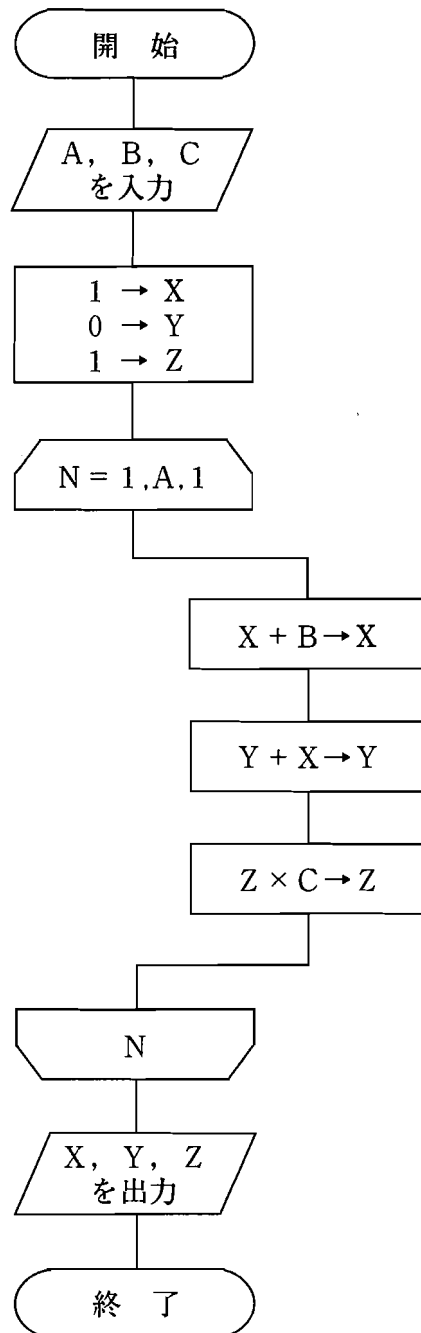 開 始
A, B, C
を入力
1 → X
0 → Y
1 → Z
N = 1 , A , 1
X + B → X
Y + X → Y
Z × C → Z
N
X, Y, Z
を出力
終 了